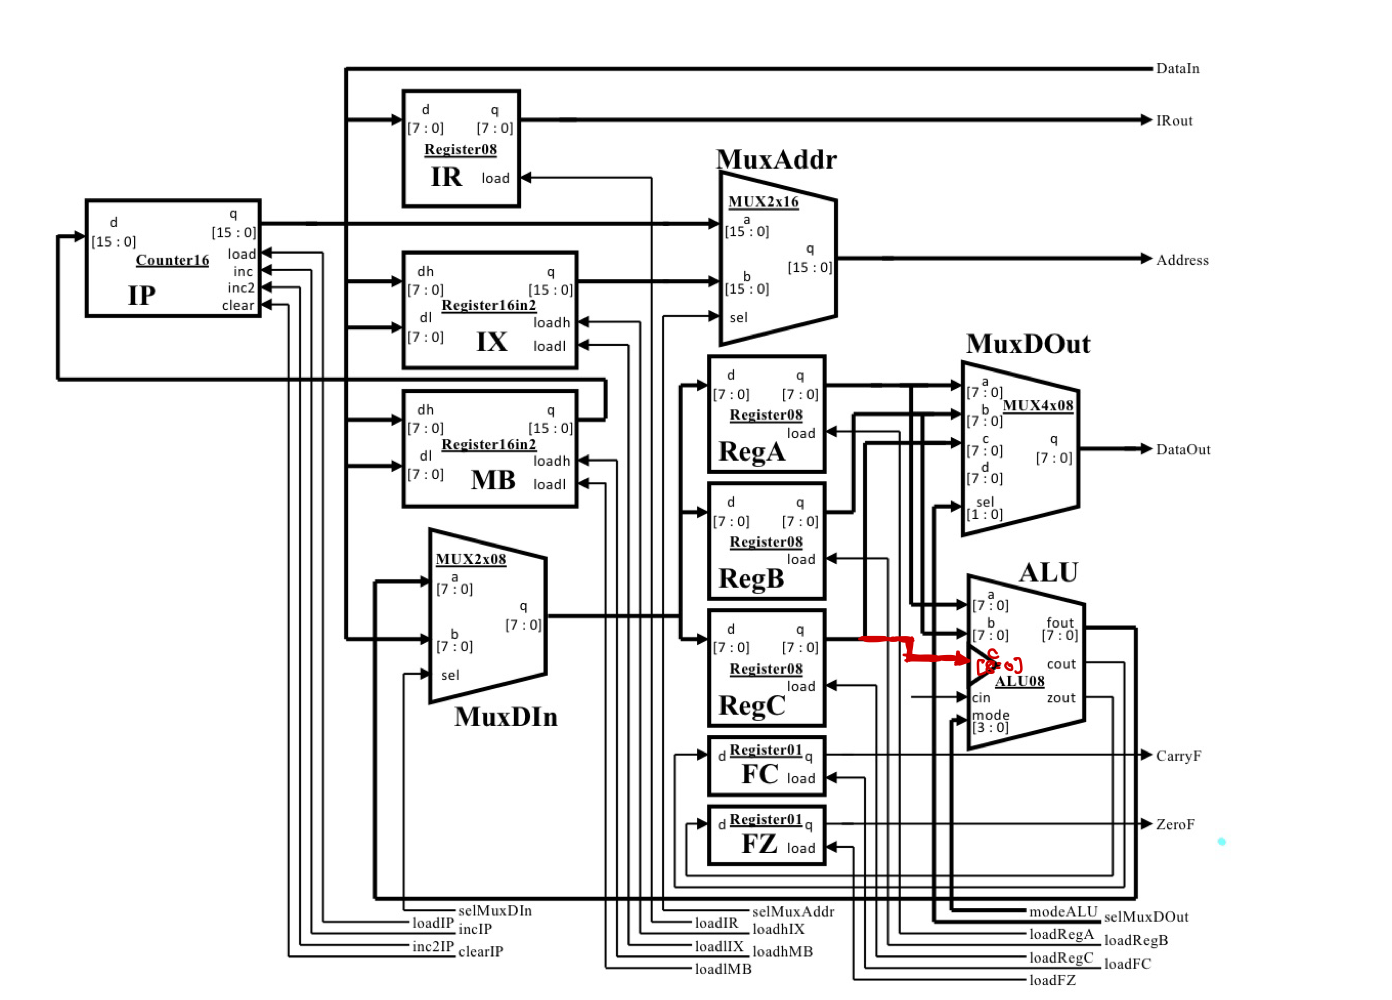 DataIn
d
q
[7 : 0]
[7 : 0]
IRout
Register08
IR
load
MuxAddr
MUX2x16
a
[15 : 0]
q
[15 : 0]
b
[15 : 0]
sel
Address
d
q
[15 : 0]
[15 : 0]
load
Counter16
inc
IP
inc2
clear
dh
q
[7 : 0]
[15 : 0]
Register16in2
dl
loadh
[7 : 0]
IX
loadl
MuxDOut
a
[7 : 0]
MUX4x08
b
[7 : 0]
c
q
[7 : 0]
[7 : 0]
d
[7 : 0]
sel
[1 : 0]
DataOut
d
q
[7 : 0]
[7 : 0]
Register08
load
RegA
dh
q
[7 : 0]
[15 : 0]
Register16in2
dl
loadh
[7 : 0]
MB
loadl
d
q
[7 : 0]
[7 : 0]
Register08
load
RegB
MUX2x08
a
[7 : 0]
q
[7 : 0]
b
[7 : 0]
sel
MuxDIn
ALU
a
[7 : 0]
b
fout
[7 : 0]
[7 : 0]
c
cout
ALU08
cin
zout
mode
[3 : 0]
d
q
[7 : 0]
[7 : 0]
Register08
load
RegC
d
Register01
q
FC
load
CarryF
d
Register01
q
FZ
load
ZeroF
selMuxDIn
loadIP
incIP
inc2IP
clearIP
selMuxAddr
loadIR
loadhIX
loadlIX
loadhMB
loadlMB
modeALU
selMuxDOut
loadRegA
loadRegB
loadRegC
loadFC
loadFZ